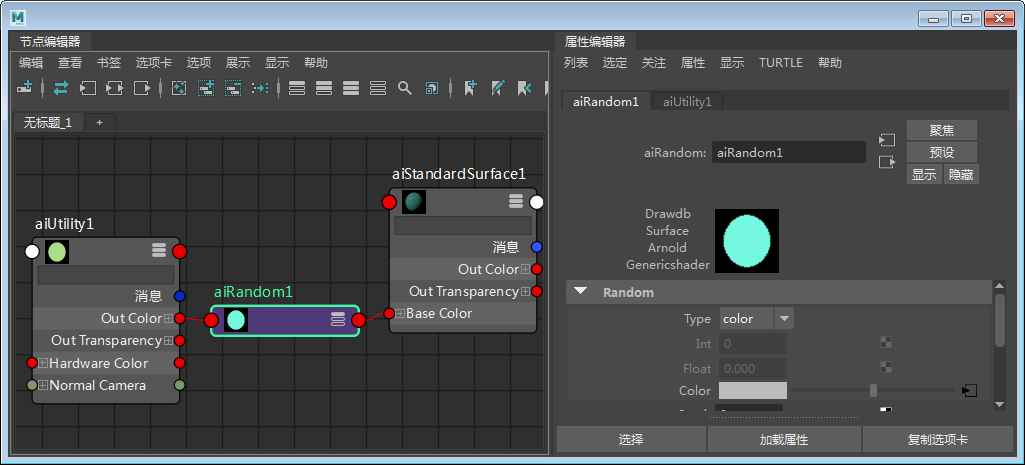 M
节点编辑器
编辑 查看 书签 选项卡 选项 展示 显示 帮助
无标题_1 +
aiUtility1
消息
Out Color
Out Transparency
Hardware Color
Normal Camera
aiRandom1
aiStandardSurface1
消息
Out Color
Out Transparency
Base Color
属性编辑器
列表 选定 关注 属性 显示 TURTLE 帮助
aiRandom1 aiUtility1
aiRandom: aiRandom1
聚焦
预设
显示 隐藏
Drawdb
Surface
Arnold
Genericshader
Random
Type color
Int 0
Float 0.000
Color
选择 加载属性 复制选项卡